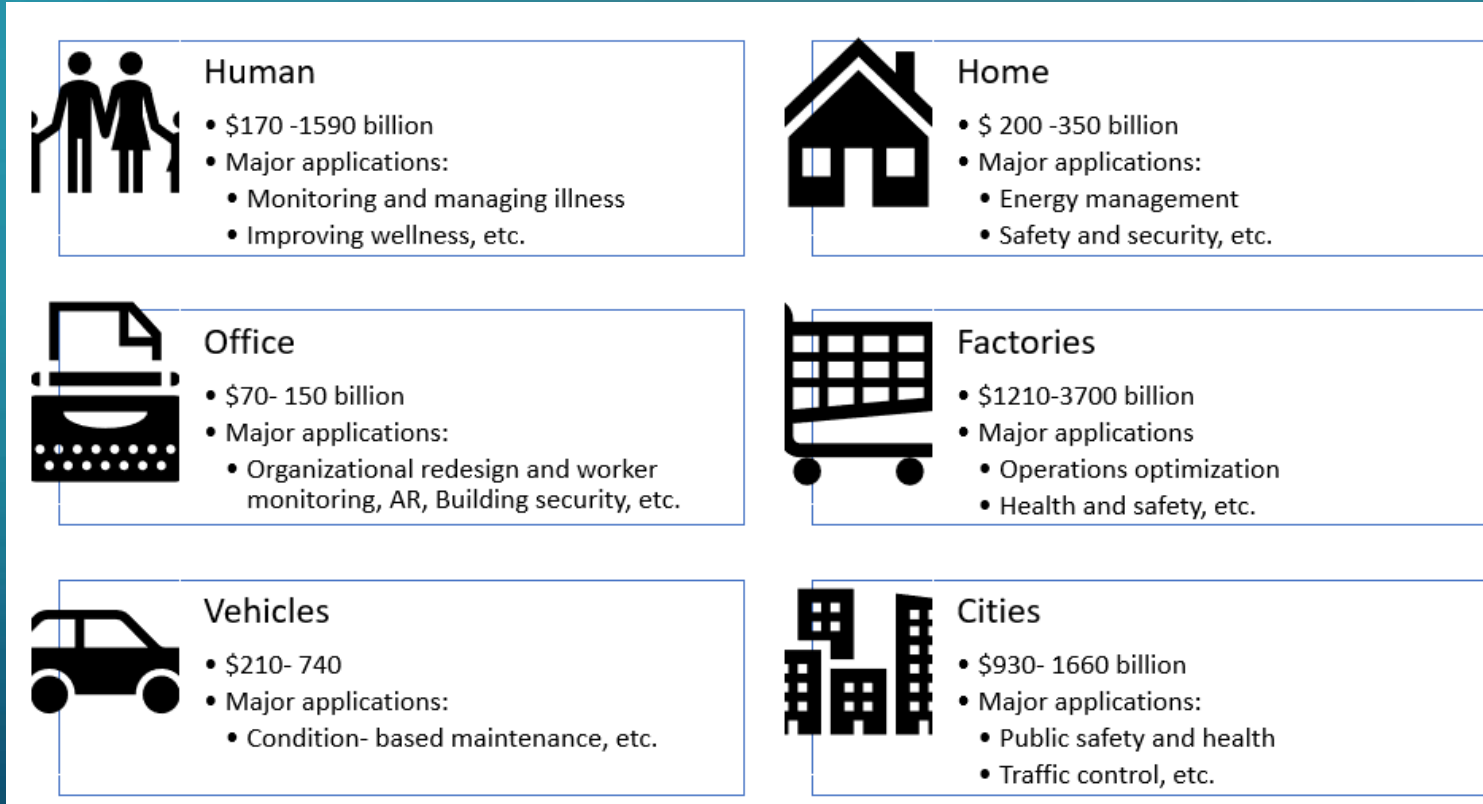 Human
• $170 -1590 billion
• Major applications:
• Monitoring and managing illness
• Improving wellness, etc.
Home
• $ 200 -350 billion
• Major applications:
• Energy management
• Safety and security, etc.
Office
• $70- 150 billion
• Major applications:
• Organizational redesign and worker
monitoring, AR, Building security, etc.
Factories
• $1210-3700 billion
• Major applications
• Operations optimization
• Health and safety, etc.
Vehicles
• $210- 740
• Major applications:
• Condition- based maintenance, etc.
Cities
• $930- 1660 billion
• Major applications:
• Public safety and health
• Traffic control, etc.